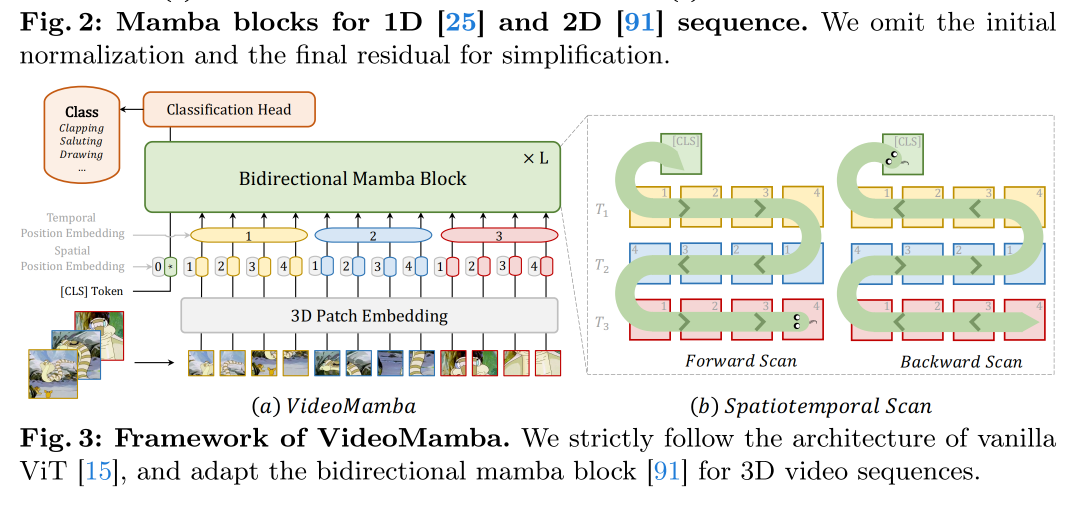 Fig. 2: Mamba blocks for 1D [25] and 2D [91] sequence. We omit the initial
normalization and the final residual for simplification.
Class
Clapping
Saluting
Drawing
...
Classification Head
× L
Bidirectional Mamba Block
Temporal
Position Embedding
1 2 3
Spatial
Position Embedding
0 * 1 2 3 4 1 2 3 4 1 2 3 4
[CLS] Token
3D Patch Embedding
(a) VideoMamba
[CLS]
T1 1 2 3 4
T2 4 3 2 1
T3 1 2 3 4
Forward Scan
[CLS]
1 2 3 4
4 3 2 1
1 2 3 4
Backward Scan
(b) Spatiotemporal Scan
Fig. 3: Framework of VideoMamba. We strictly follow the architecture of vanilla
ViT [15], and adapt the bidirectional mamba block [91] for 3D video sequences.